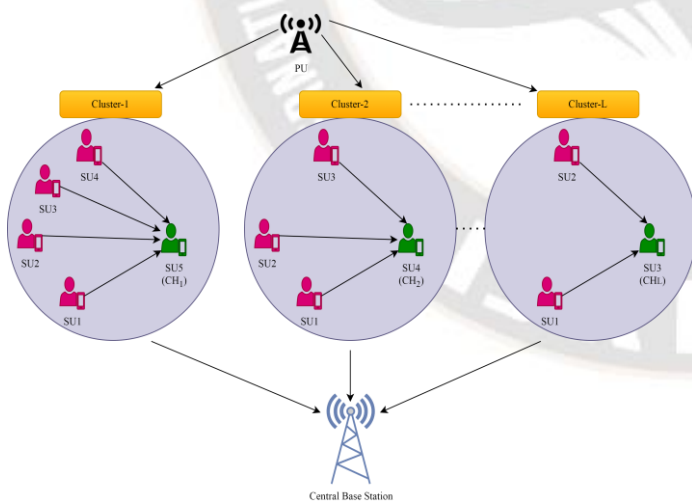 PU
Cluster-1
Cluster-2
Cluster-L
SU4
SU3
SU2
SU1
SU5
(CH₁)
SU3
SU2
SU1
SU4
(CH₂)
SU2
SU1
SU3
(CHL)
Central Base Station